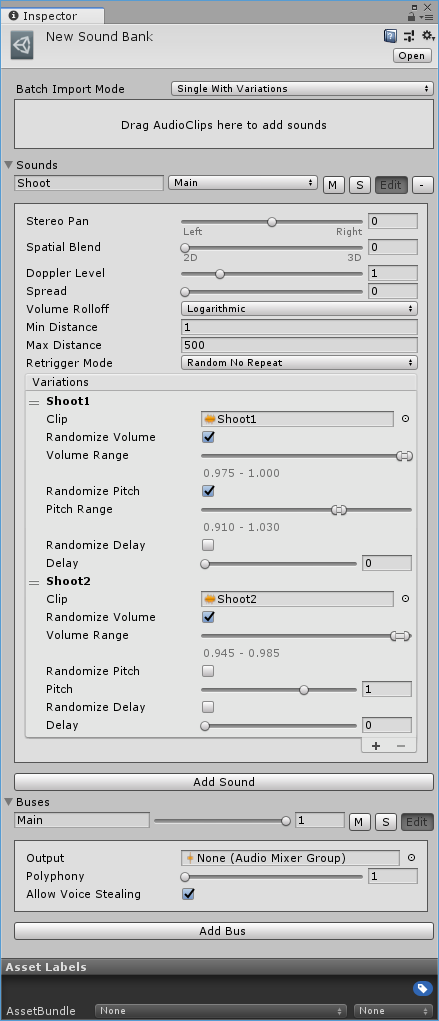 Inspector
New Sound Bank
Open
Batch Import Mode Single With Variations
Drag AudioClips here to add sounds
Sounds
Shoot Main M S Edit -
Stereo Pan 0
Left Right
Spatial Blend 0
2D 3D
Doppler Level 1
Spread 0
Volume Rolloff Logarithmic
Min Distance 1
Max Distance 500
Retrigger Mode Random No Repeat
Variations
Shoot1
Clip Shoot1
Randomize Volume
Volume Range
0.975 - 1.000
Randomize Pitch
Pitch Range
0.910 - 1.030
Randomize Delay
Delay 0
Shoot2
Clip Shoot2
Randomize Volume
Volume Range
0.945 - 0.985
Randomize Pitch
Pitch 1
Randomize Delay
Delay 0
+ −
Add Sound
Buses
Main 1 M S Edit
Output None (Audio Mixer Group)
Polyphony 1
Allow Voice Stealing
Add Bus
Asset Labels
AssetBundle None None